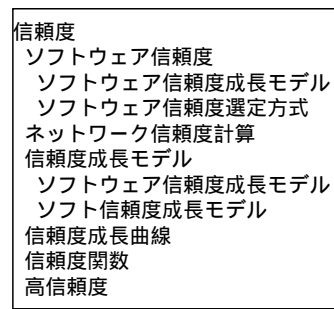 信頼度
ソフトウェア信頼度
ソフトウェア信頼度成長モデル
ソフトウェア信頼度選定方式
ネットワーク信頼度計算
信頼度成長モデル
ソフトウェア信頼度成長モデル
ソフト信頼度成長モデル
信頼度成長曲線
信頼度関数
高信頼度